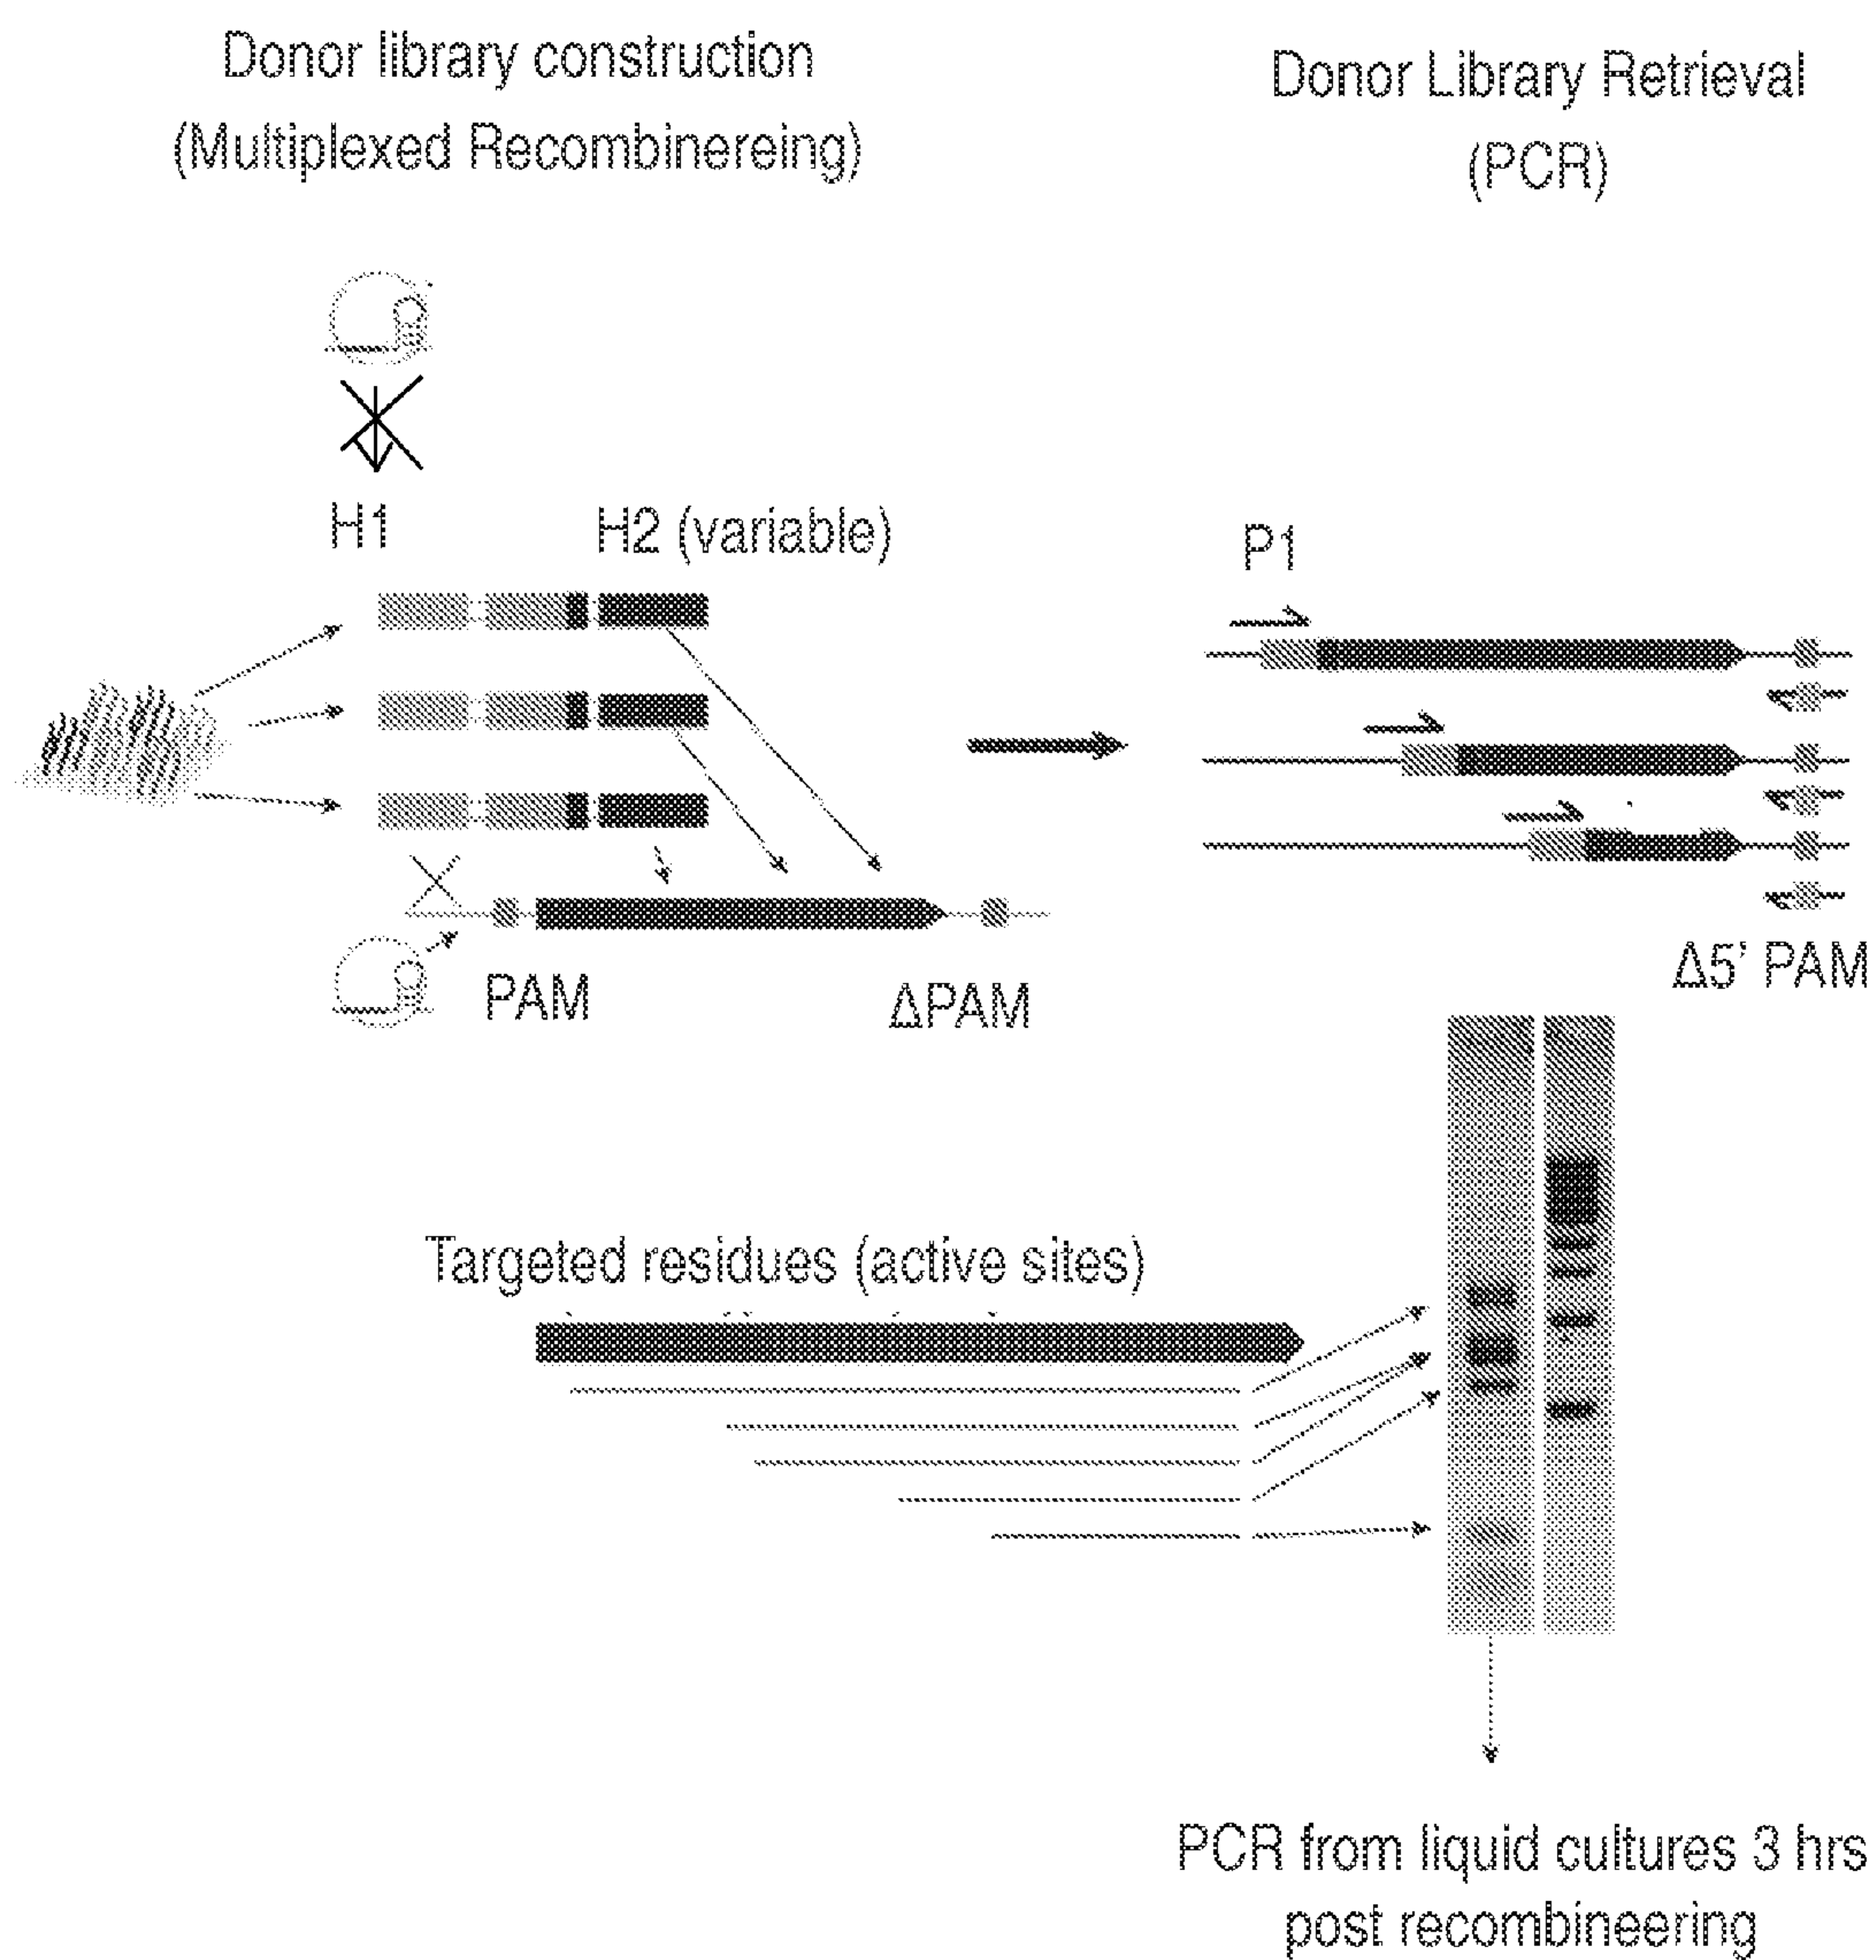 Donor library construction
(Multiplexed Recombinereing)
Donor Library Retrieval
(PCR)
H1
H2 (variable)
P1
PAM
ΔPAM
Δ5' PAM
Targeted residues (active sites)
PCR from liquid cultures 3 hrs
post recombineering